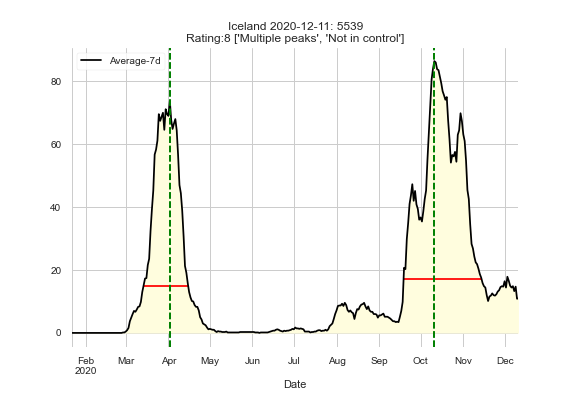 Iceland 2020-12-11: 5539
Rating:8 ['Multiple peaks', 'Not in control']
Average-7d
80
60
40
20
0
Feb Mar Apr May Jun Jul Aug Sep Oct Nov Dec
2020
Date